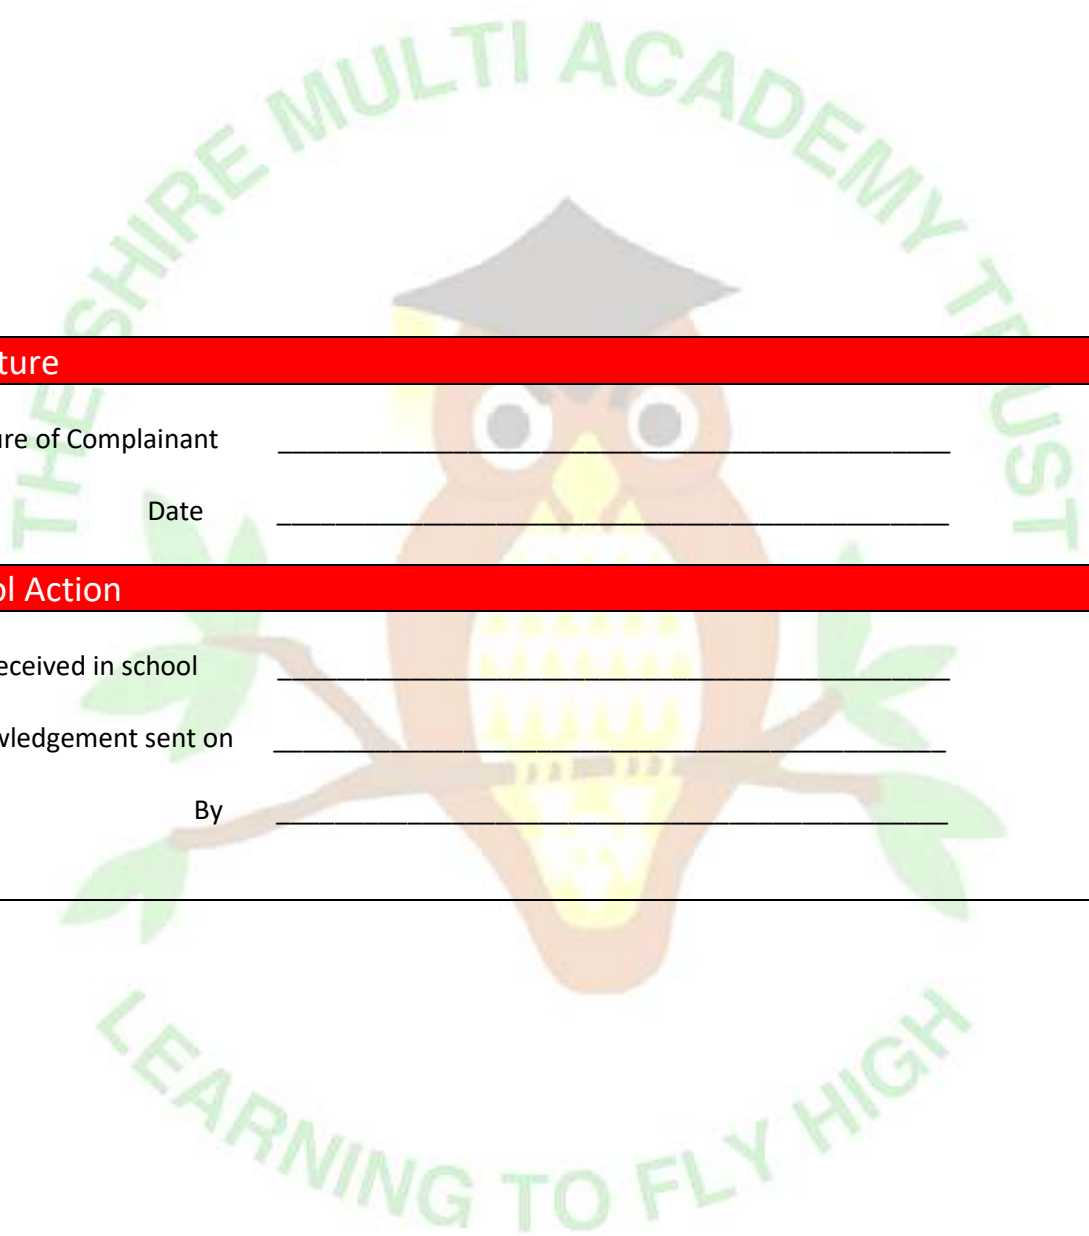 THE SHIRE MULTI ACADEMY TRUST
ture
ure of Complainant
Date
ol Action
eceived in school
wledgement sent on
By
LEARNING TO FLY HIGH